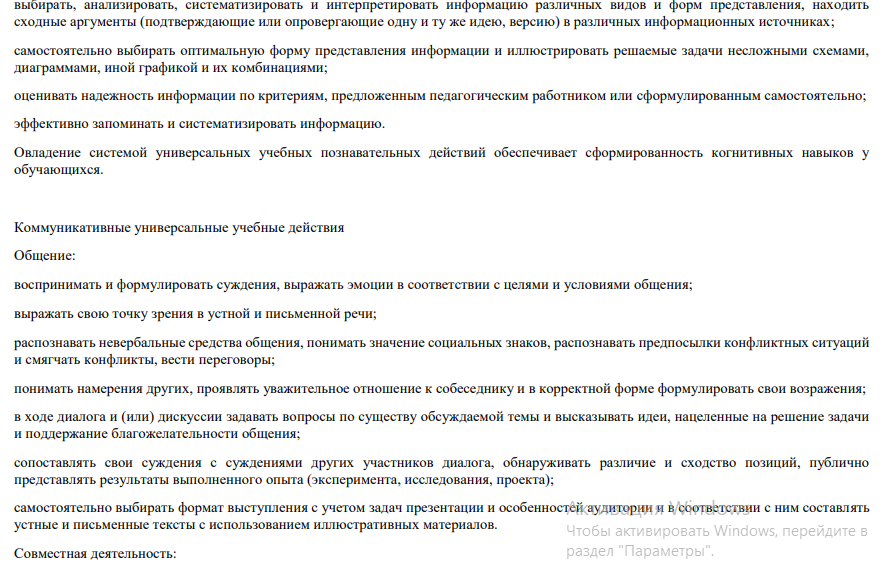 выбирать, анализировать, систематизировать и интерпретировать информацию различных видов и форм представления, находить
сходные аргументы (подтверждающие или опровергающие одну и ту же идею, версию) в различных информационных источниках;
самостоятельно выбирать оптимальную форму представления информации и иллюстрировать решаемые задачи несложными схемами,
диаграммами, иной графикой и их комбинациями;
оценивать надежность информации по критериям, предложенным педагогическим работником или сформулированным самостоятельно;
эффективно запоминать и систематизировать информацию.
Овладение системой универсальных учебных познавательных действий обеспечивает сформированность когнитивных навыков у
обучающихся.
Коммуникативные универсальные учебные действия
Общение:
воспринимать и формулировать суждения, выражать эмоции в соответствии с целями и условиями общения;
выражать свою точку зрения в устной и письменной речи;
распознавать невербальные средства общения, понимать значение социальных знаков, распознавать предпосылки конфликтных ситуаций
и смягчать конфликты, вести переговоры;
понимать намерения других, проявлять уважительное отношение к собеседнику и в корректной форме формулировать свои возражения;
в ходе диалога и (или) дискуссии задавать вопросы по существу обсуждаемой темы и высказывать идеи, нацеленные на решение задачи
и поддержание благожелательности общения;
сопоставлять свои суждения с суждениями других участников диалога, обнаруживать различие и сходство позиций, публично
представлять результаты выполненного опыта (эксперимента, исследования, проекта);
самостоятельно выбирать формат выступления с учетом задач презентации и особенностей аудитории и в соответствии с ним составлять
устные и письменные тексты с использованием иллюстративных материалов.
Совместная деятельность:
Активация Windows
Чтобы активировать Windows, перейдите в
раздел "Параметры".